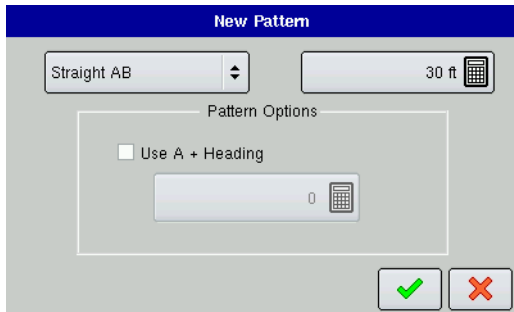 New Pattern
Straight AB
30 ft
Pattern Options
Use A + Heading
0